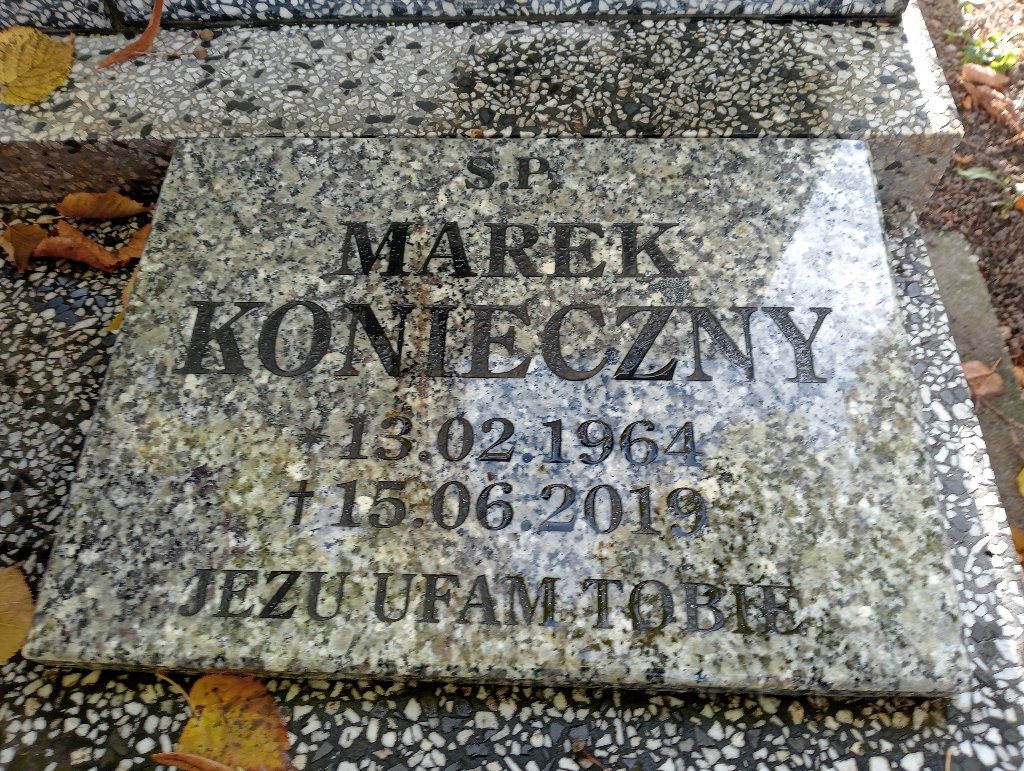 Ś.P.
MAREK
KONIECZNY
* 13.02.1964
† 15.06.2019
JEZU UFAM TOBIE